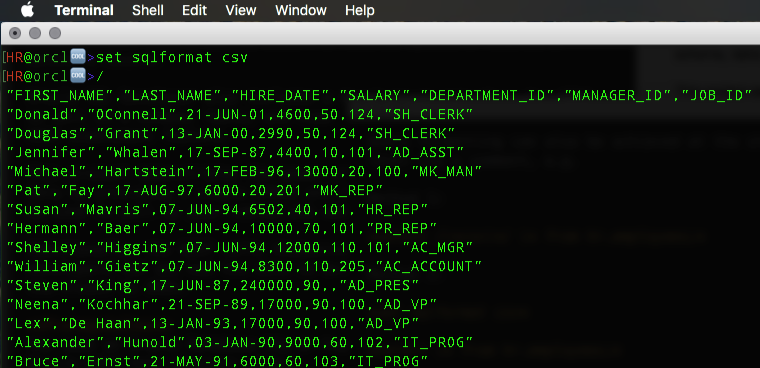 Terminal Shell Edit View Window Help
[HR@orcl🆒>set sqlformat csv
[HR@orcl🆒>/
"FIRST_NAME","LAST_NAME","HIRE_DATE","SALARY","DEPARTMENT_ID","MANAGER_ID","JOB_ID"
"Donald","OConnell",21-JUN-01,4600,50,124,"SH_CLERK"
"Douglas","Grant",13-JAN-00,2990,50,124,"SH_CLERK"
"Jennifer","Whalen",17-SEP-87,4400,10,101,"AD_ASST"
"Michael","Hartstein",17-FEB-96,13000,20,100,"MK_MAN"
"Pat","Fay",17-AUG-97,6000,20,201,"MK_REP"
"Susan","Mavris",07-JUN-94,6502,40,101,"HR_REP"
"Hermann","Baer",07-JUN-94,10000,70,101,"PR_REP"
"Shelley","Higgins",07-JUN-94,12000,110,101,"AC_MGR"
"William","Gietz",07-JUN-94,8300,110,205,"AC_ACCOUNT"
"Steven","King",17-JUN-87,240000,90,,"AD_PRES"
"Neena","Kochhar",21-SEP-89,17000,90,100,"AD_VP"
"Lex","De Haan",13-JAN-93,17000,90,100,"AD_VP"
"Alexander","Hunold",03-JAN-90,9000,60,102,"IT_PROG"
"Bruce","Ernst",21-MAY-91,6000,60,103,"IT_PROG"